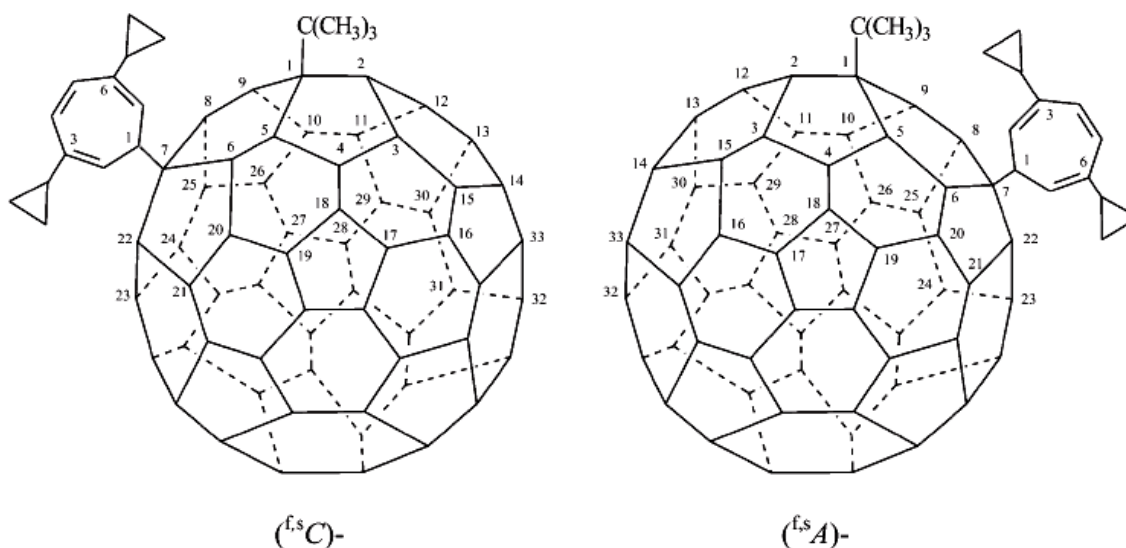 C(CH3)3
1 2
9 12
8 10 11 13
5
6 4 3
7 6 26 14
3 1
25 15
30
18 29
24 27 28 17 16 33
22 20
19
23 21 31 32
(f,sC)-
C(CH3)3
2 1
12 9
13 11 10 8
3 5
4 3
14 15 6 7 1 6
30 29 26 25
18
31 16 28 27 20 22
33 17 19 21
32 24 23
(f,sA)-